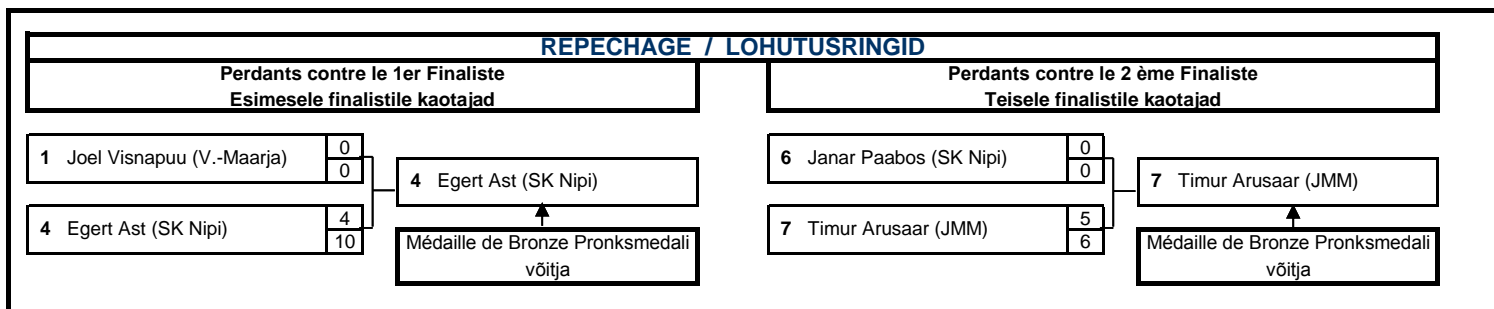 REPECHAGE / LOHUTUSRINGID
Perdants contre le 1er Finaliste
Esimesele finalistile kaotajad
Perdants contre le 2 ème Finaliste
Teisele finalistile kaotajad
1 Joel Visnapuu (V.-Maarja) 0
0
4 Egert Ast (SK Nipi)
4 Egert Ast (SK Nipi) 4
10
Médaille de Bronze Pronksmedali
võitja
6 Janar Paabos (SK Nipi) 0
0
7 Timur Arusaar (JMM)
7 Timur Arusaar (JMM) 5
6
Médaille de Bronze Pronksmedali
võitja